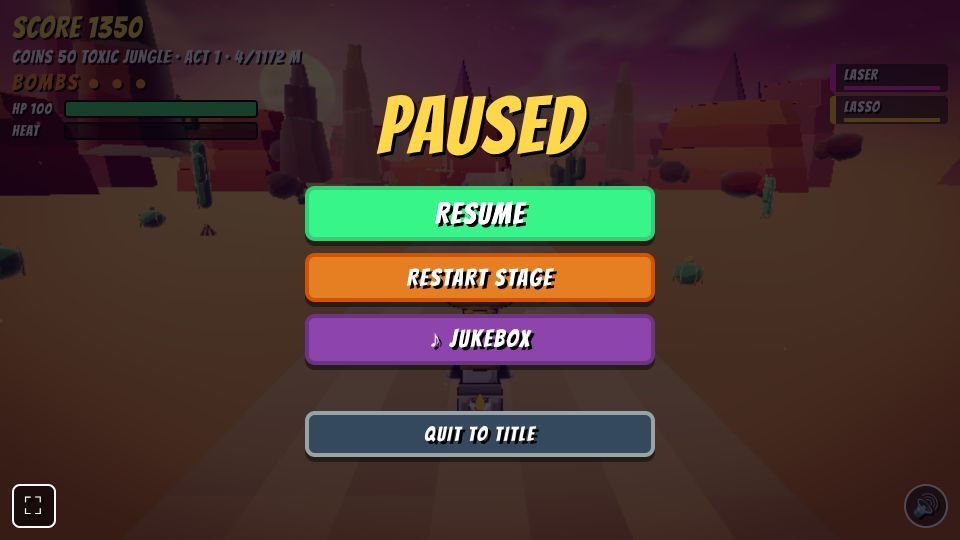 SCORE 1350
COINS 50 TOXIC JUNGLE · ACT 1 · 4/1172 M
BOMBS
HP 100
HEAT
LASER
LASSO
PAUSED
RESUME
RESTART STAGE
♪ JUKEBOX
QUIT TO TITLE